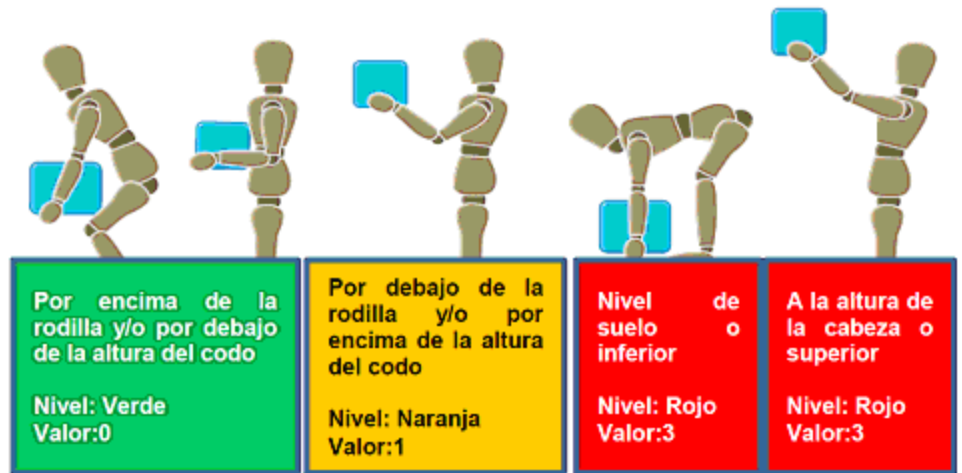 Por encima de la
rodilla y/o por debajo
de la altura del codo
Nivel: Verde
Valor:0
Por debajo de la
rodilla y/o por
encima de la altura
del codo
Nivel: Naranja
Valor:1
Nivel de
suelo o
inferior
Nivel: Rojo
Valor:3
A la altura de
la cabeza o
superior
Nivel: Rojo
Valor:3